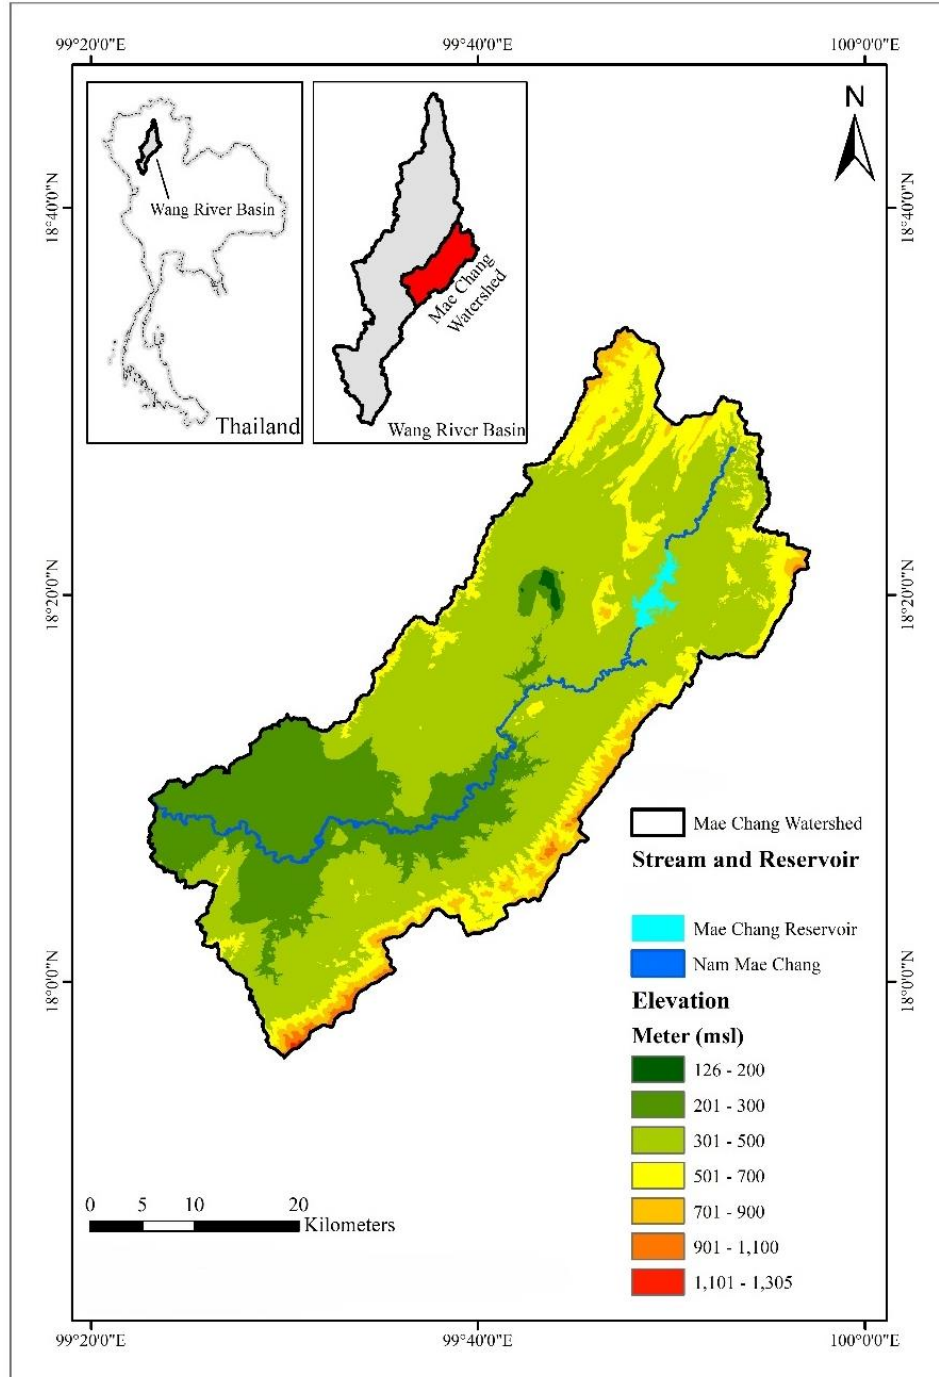 99°20'0"E
99°40'0"E
100°0'0"E
N
18°40'0"N
18°40'0"N
Wang River Basin
Thailand
Mae Chang
Watershed
Wang River Basin
18°20'0"N
18°20'0"N
18°0'0"N
18°0'0"N
Mae Chang Watershed
Stream and Reservoir
Mae Chang Reservoir
Nam Mae Chang
Elevation
Meter (msl)
126 - 200
201 - 300
301 - 500
501 - 700
701 - 900
901 - 1,100
1,101 - 1,305
0 5 10 20
Kilometers
99°20'0"E
99°40'0"E
100°0'0"E